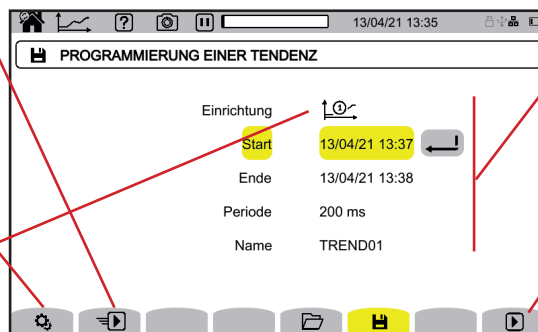 13/04/21 13:35
PROGRAMMIERUNG EINER TENDENZ
Einrichtung 1
Start 13/04/21 13:37
Ende 13/04/21 13:38
Periode 200 ms
Name TREND01